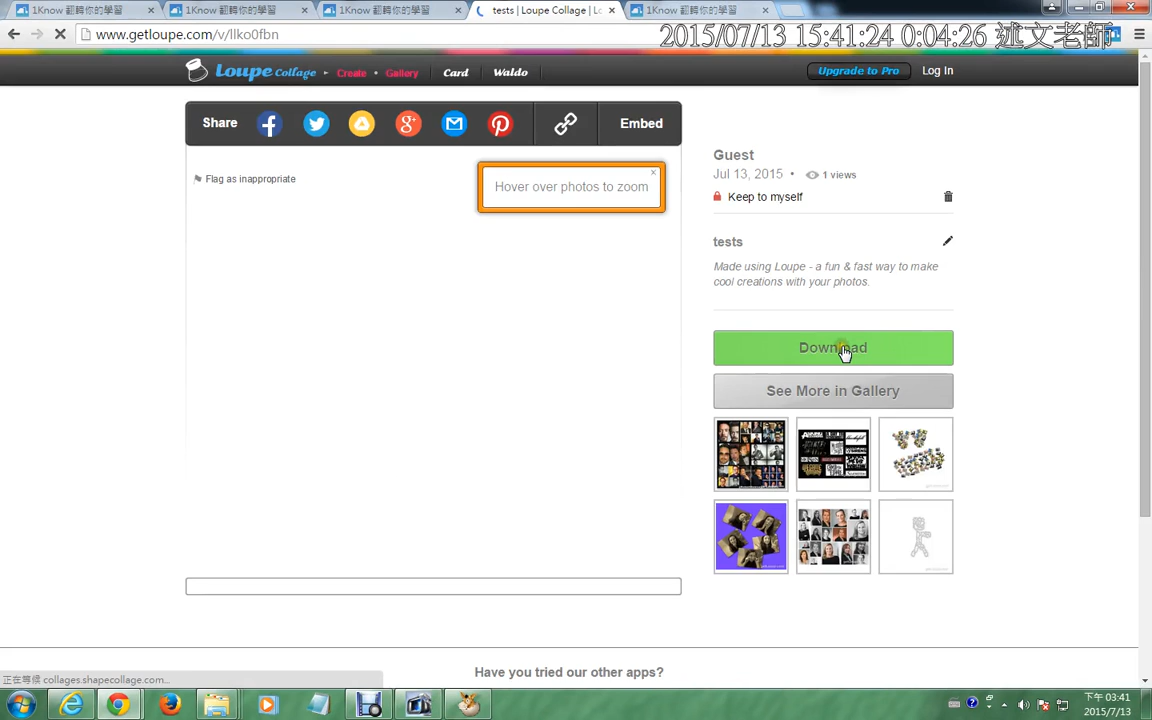 1Know 翻轉你的學習
1Know 翻轉你的學習
1Know 翻轉你的學習
tests | Loupe Collage | Lo
1Know 翻轉你的學習
www.getloupe.com/v/llko0fbn
2015/07/13 15:41:24 0:04:26 述文老師
Loupe Collage
Create
Gallery
Card
Waldo
Upgrade to Pro
Log In
Share
Embed
Guest
Jul 13, 2015 • 1 views
Keep to myself
Flag as inappropriate
Hover over photos to zoom
tests
Made using Loupe - a fun & fast way to make
cool creations with your photos.
Download
See More in Gallery
Have you tried our other apps?
正在等候 collages.shapecollage.com...
下午 03:41
2015/7/13